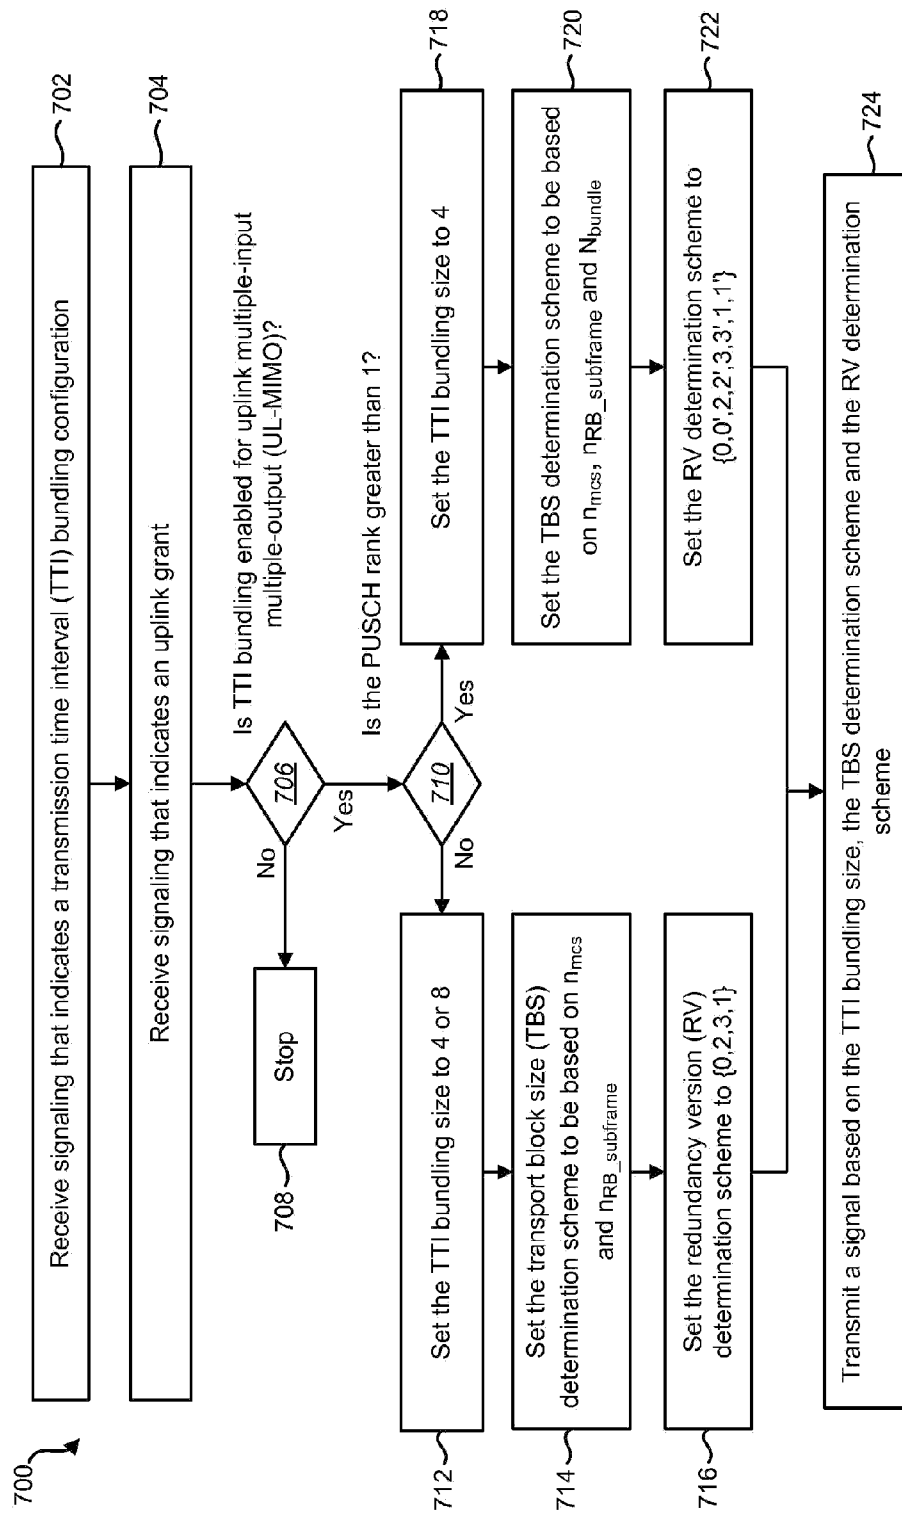 700
702
Receive signaling that indicates a transmission time interval (TTI) bundling configuration
704
Receive signaling that indicates an uplink grant
Is TTI bundling enabled for uplink multiple-input
multiple-output (UL-MIMO)?
706
No
Yes
Stop
708
Is the PUSCH rank greater than 1?
710
No
Yes
712
Set the TTI bundling size to 4 or 8
714
Set the transport block size (TBS)
determination scheme to be based on nmcs
and nRB_subframe
716
Set the redundancy version (RV)
determination scheme to {0,2,3,1}
718
Set the TTI bundling size to 4
720
Set the TBS determination scheme to be based
on nmcs, nRB_subframe and Nbundle
722
Set the RV determination scheme to
{0,0',2,2',3,3',1,1'}
724
Transmit a signal based on the TTI bundling size, the TBS determination scheme and the RV determination
scheme